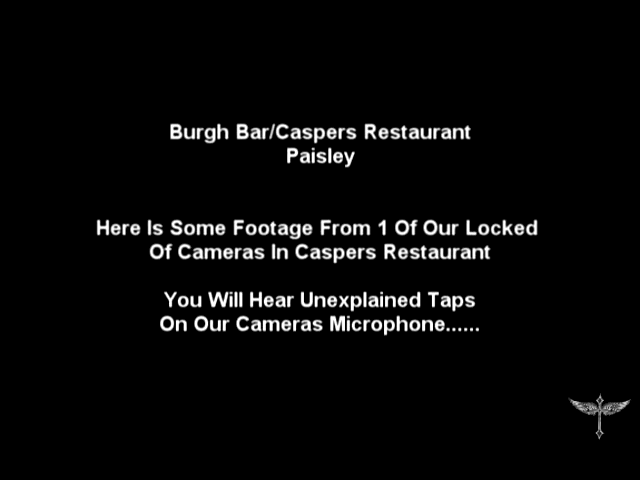 Burgh Bar/Caspers Restaurant
Paisley
Here Is Some Footage From 1 Of Our Locked
Of Cameras In Caspers Restaurant
You Will Hear Unexplained Taps
On Our Cameras Microphone......